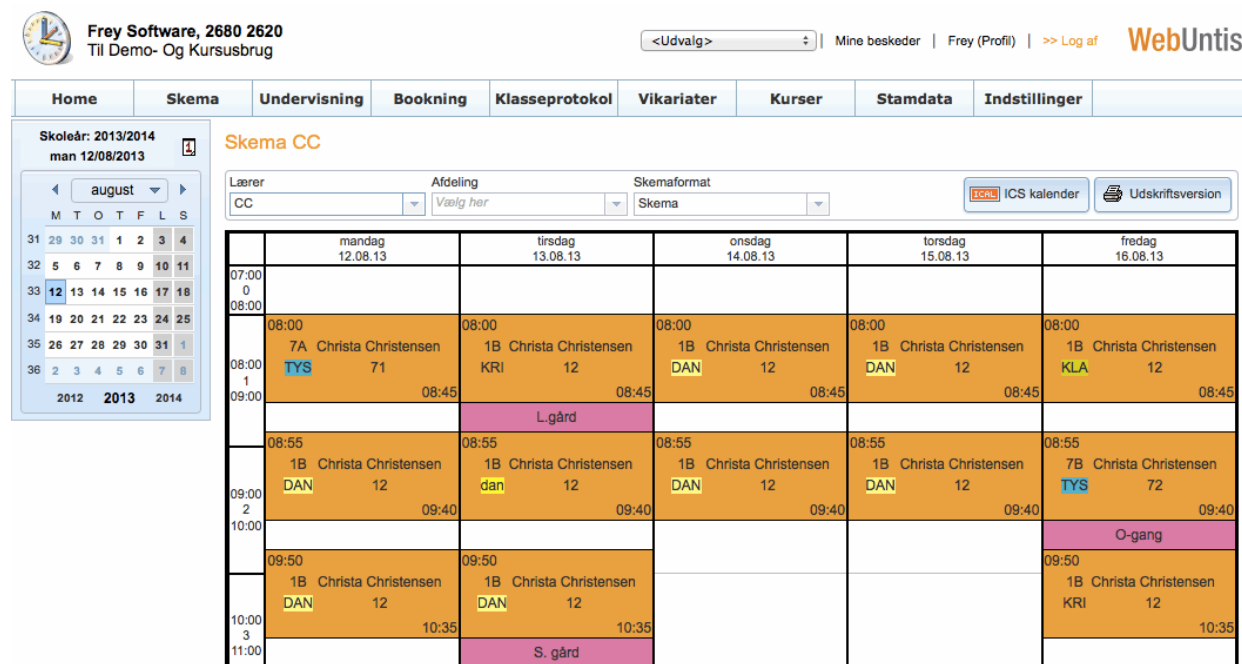 Frey Software, 2680 2620
Til Demo- Og Kursusbrug
<Udvalg> | Mine beskeder | Frey (Profil) | >> Log af
WebUntis
Home Skema Undervisning Bookning Klasseprotokol Vikariater Kurser Stamdata Indstillinger
Skoleår: 2013/2014
man 12/08/2013
1
august
M T O T F L S
31 29 30 31 1 2 3 4
32 5 6 7 8 9 10 11
33 12 13 14 15 16 17 18
34 19 20 21 22 23 24 25
35 26 27 28 29 30 31 1
36 2 3 4 5 6 7 8
2012 2013 2014
Skema CC
Lærer Afdeling Skemaformat
CC Vælg her Skema
ICAL ICS kalender Udskriftsversion
mandag tirsdag onsdag torsdag fredag
12.08.13 13.08.13 14.08.13 15.08.13 16.08.13
07:00
0
08:00
08:00 08:00 08:00 08:00 08:00
7A Christa Christensen 1B Christa Christensen 1B Christa Christensen 1B Christa Christensen 1B Christa Christensen
08:00 TYS 71 KRI 12 DAN 12 DAN 12 KLA 12
1
09:00 08:45 08:45 08:45 08:45 08:45
L.gård
08:55 08:55 08:55 08:55 08:55
1B Christa Christensen 1B Christa Christensen 1B Christa Christensen 1B Christa Christensen 7B Christa Christensen
09:00 DAN 12 dan 12 DAN 12 DAN 12 TYS 72
2 09:40 09:40 09:40 09:40 09:40
10:00 O-gang
09:50 09:50 09:50
1B Christa Christensen 1B Christa Christensen 1B Christa Christensen
DAN 12 DAN 12 KRI 12
10:00 10:35 10:35 10:35
3
11:00 S. gård